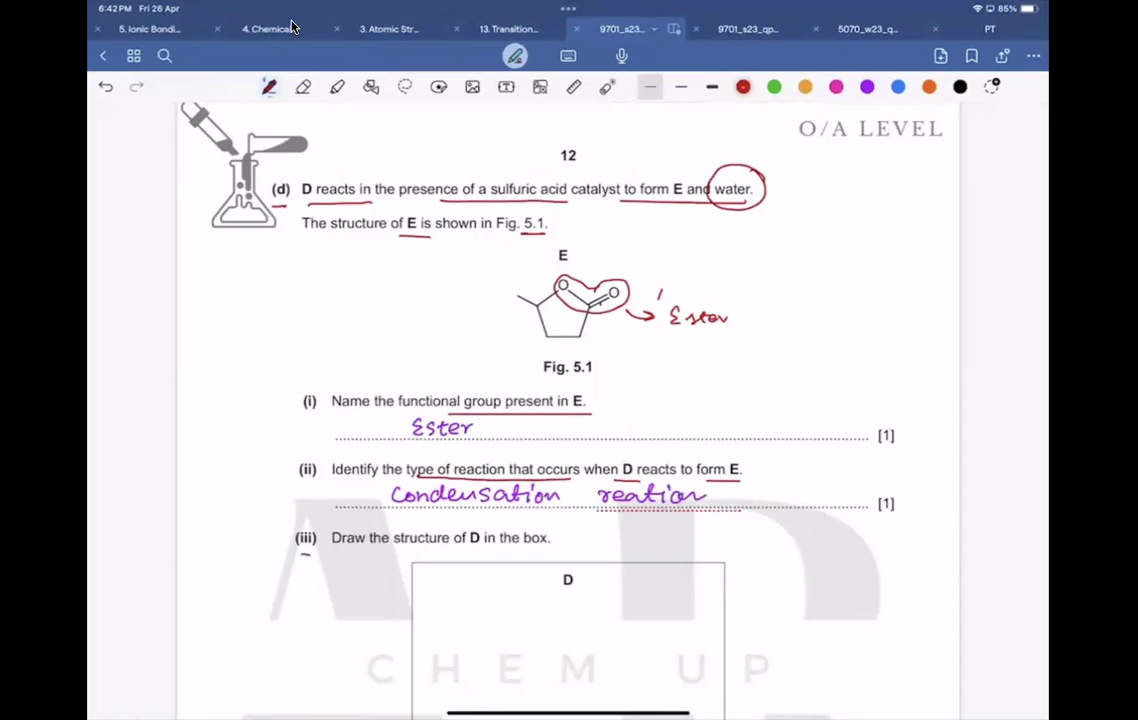 6:42 PM Fri 26 Apr
85%
5. Ionic Bondi... 4. Chemical 3. Atomic Str... 13. Transition... 9701_s23... 9701_s23_qp... 5070_w23_q... PT
O/A LEVEL
12
(d) D reacts in the presence of a sulfuric acid catalyst to form E and water.
The structure of E is shown in Fig. 5.1.
E
O O
Ester
Fig. 5.1
(i) Name the functional group present in E.
Ester
[1]
(ii) Identify the type of reaction that occurs when D reacts to form E.
Condensation reation
[1]
(iii) Draw the structure of D in the box.
D
CHEM UP